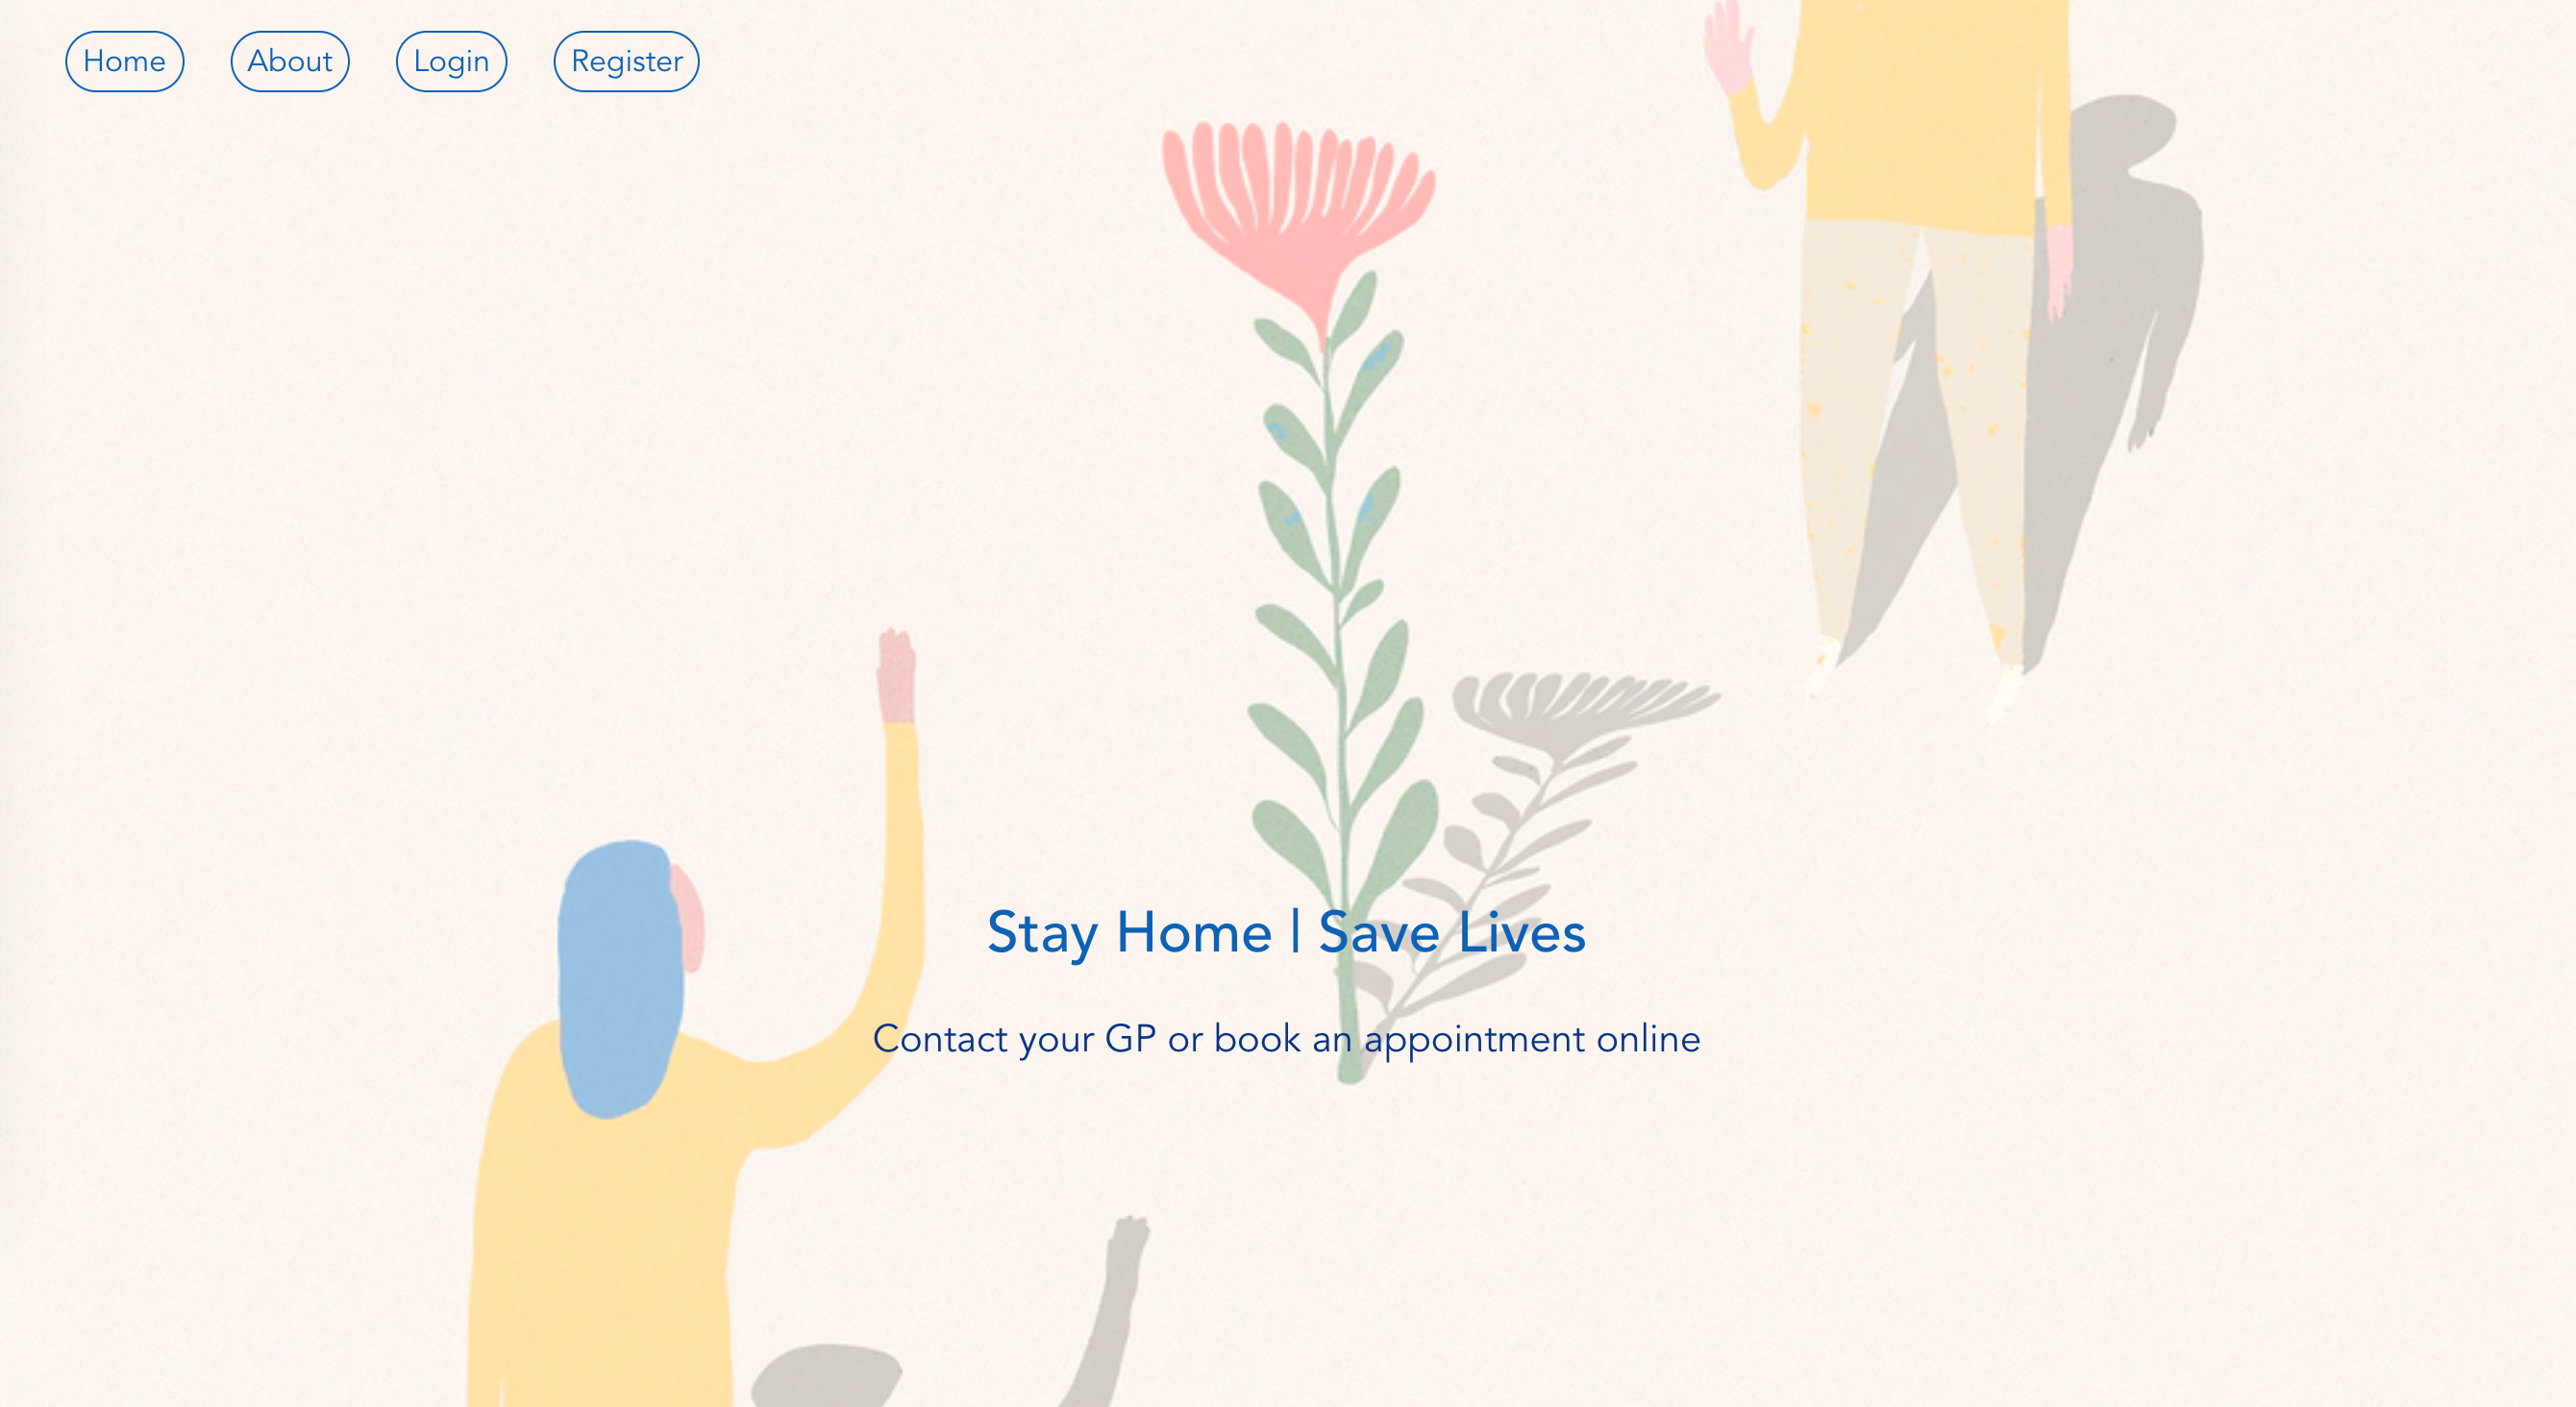 Home About Login Register
Stay Home | Save Lives
Contact your GP or book an appointment online